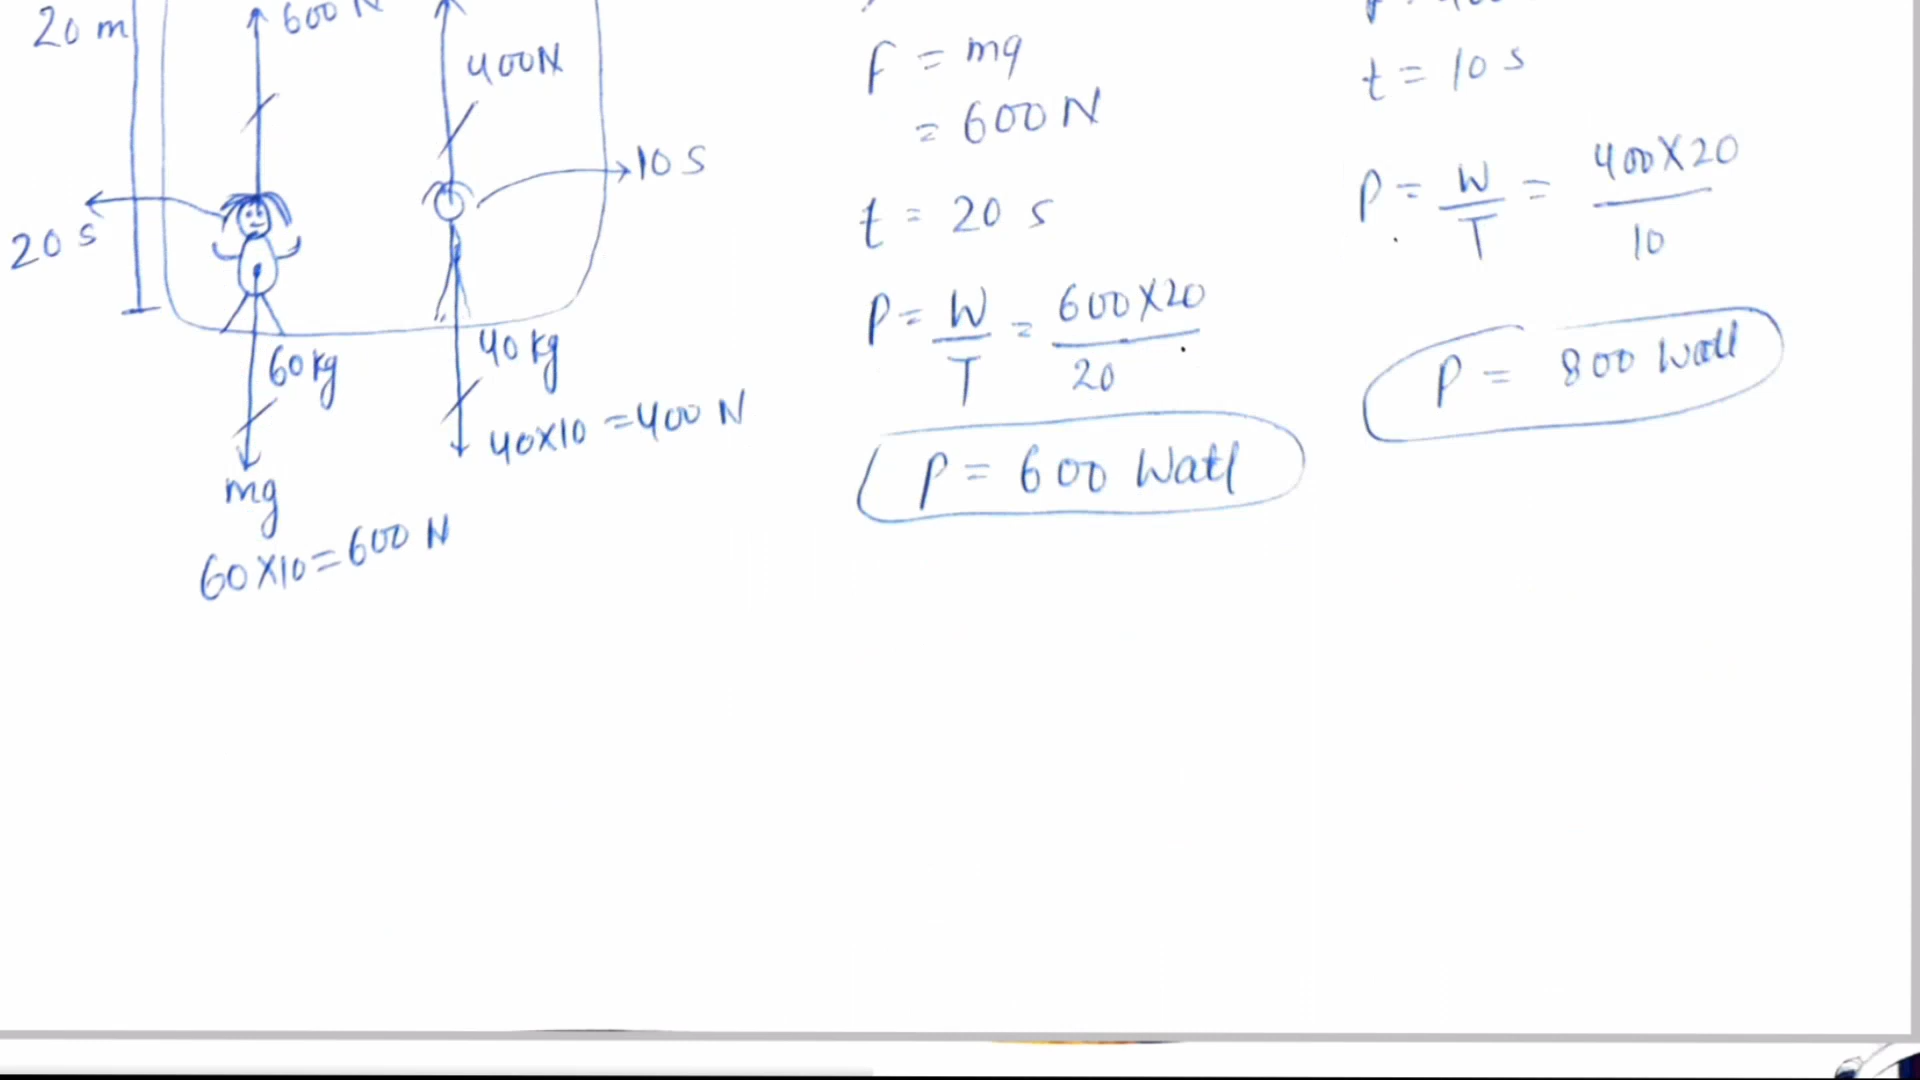 20 m
600 N
400N
10 S
20 s
60 kg
40 kg
40X10 = 400 N
mg
60X10 = 600 N
F = mg
= 600 N
t = 20 s
P = W/T = 600X20/20
P = 600 Watt
t = 10 s
P = W/T = 400X20/10
P = 800 Watt